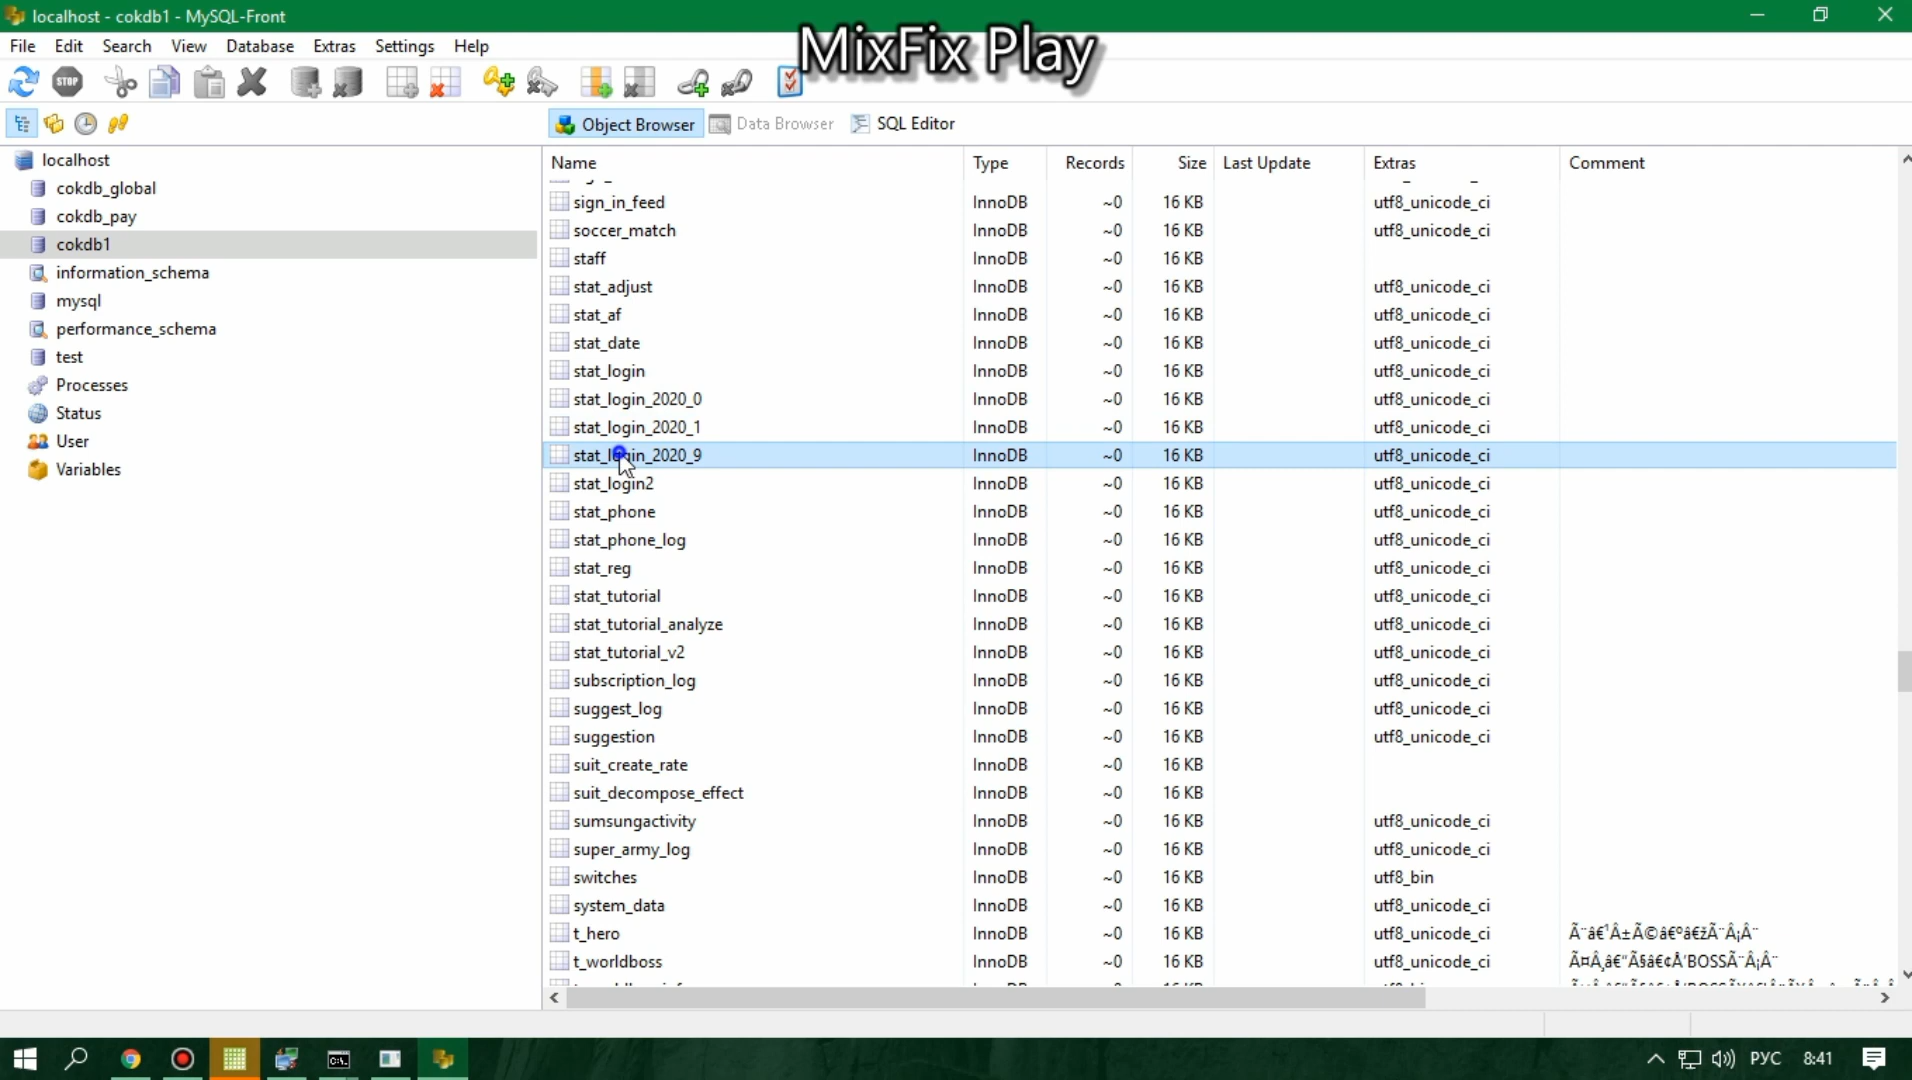 localhost - cokdb1 - MySQL-Front
MixFix Play
File Edit Search View Database Extras Settings Help
STOP
Object Browser Data Browser SQL Editor
localhost
cokdb_global
cokdb_pay
cokdb1
information_schema
mysql
performance_schema
test
Processes
Status
User
Variables
Name Type Records Size Last Update Extras Comment
sign_in_feed InnoDB ~0 16 KB utf8_unicode_ci
soccer_match InnoDB ~0 16 KB utf8_unicode_ci
staff InnoDB ~0 16 KB
stat_adjust InnoDB ~0 16 KB utf8_unicode_ci
stat_af InnoDB ~0 16 KB utf8_unicode_ci
stat_date InnoDB ~0 16 KB utf8_unicode_ci
stat_login InnoDB ~0 16 KB utf8_unicode_ci
stat_login_2020_0 InnoDB ~0 16 KB utf8_unicode_ci
stat_login_2020_1 InnoDB ~0 16 KB utf8_unicode_ci
stat_login_2020_9 InnoDB ~0 16 KB utf8_unicode_ci
stat_login2 InnoDB ~0 16 KB utf8_unicode_ci
stat_phone InnoDB ~0 16 KB utf8_unicode_ci
stat_phone_log InnoDB ~0 16 KB utf8_unicode_ci
stat_reg InnoDB ~0 16 KB utf8_unicode_ci
stat_tutorial InnoDB ~0 16 KB utf8_unicode_ci
stat_tutorial_analyze InnoDB ~0 16 KB utf8_unicode_ci
stat_tutorial_v2 InnoDB ~0 16 KB utf8_unicode_ci
subscription_log InnoDB ~0 16 KB utf8_unicode_ci
suggest_log InnoDB ~0 16 KB utf8_unicode_ci
suggestion InnoDB ~0 16 KB utf8_unicode_ci
suit_create_rate InnoDB ~0 16 KB
suit_decompose_effect InnoDB ~0 16 KB
sumsungactivity InnoDB ~0 16 KB utf8_unicode_ci
super_army_log InnoDB ~0 16 KB utf8_unicode_ci
switches InnoDB ~0 16 KB utf8_bin
system_data InnoDB ~0 16 KB utf8_unicode_ci
t_hero InnoDB ~0 16 KB utf8_unicode_ci Ã¨â€¹Â±Ã©â€ºâ€žÃ¨Â¡Â¨
t_worldboss InnoDB ~0 16 KB utf8_unicode_ci Ã¤Â¸â€“Ã§â€¢Å’BOSSÃ¨Â¡Â¨
РУС 8:41